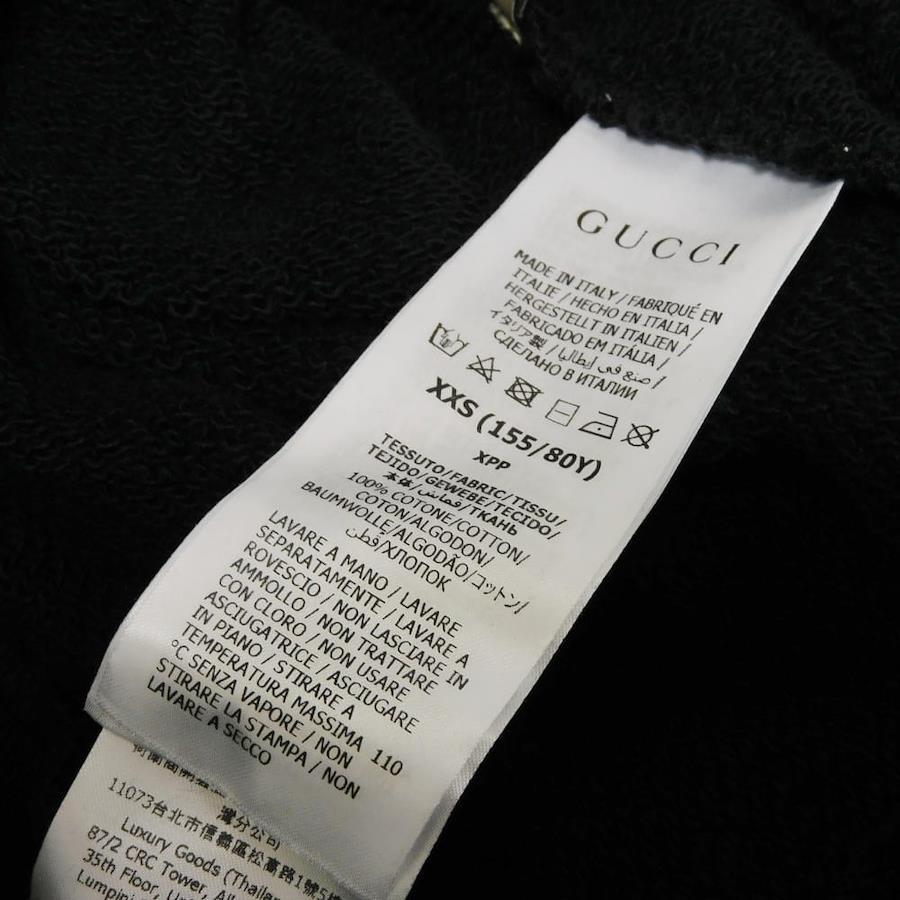 GUCCI
MADE IN ITALY / FABRIQUÉ EN
ITALIE / HECHO EN ITALIA /
HERGESTELLT IN ITALIEN /
FABRICADO EM ITÁLIA /
イタリア製 / صنع في إيطاليا /
СДЕЛАНО В ИТАЛИИ
XXS (155/80Y)
XPP
TESSUTO/FABRIC/TISSU/
TEJIDO/GEWEBE/TECIDO/
本体/قماش/ТКАНЬ
100% COTONE/COTTON/
COTON/ALGODON/
BAUMWOLLE/ALGODÃO/コットン/
قطن/ХЛОПОК
LAVARE A MANO / LAVARE
SEPARATAMENTE / LAVARE A
ROVESCIO / NON LASCIARE IN
AMMOLLO / NON TRATTARE
CON CLORO / NON USARE
ASCIUGATRICE / ASCIUGARE
IN PIANO / STIRARE A
TEMPERATURA MASSIMA 110
°C SENZA VAPORE / NON
STIRARE LA STAMPA / NON
LAVARE A SECCO
灣分公司
11073台北市信義區松高路1號
Luxury Goods (Thailand
87/2 CRC Tower, All
35th Floor,
Lumpini